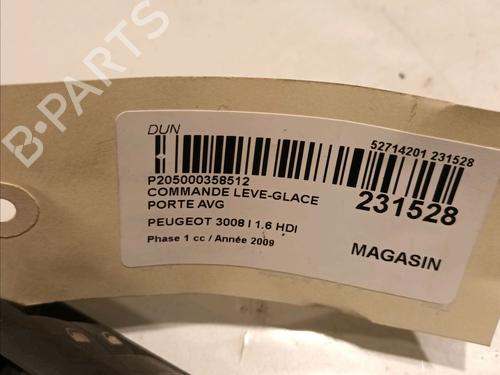 B-PARTS
DUN
52714201 231528
P205000358512
COMMANDE LEVE-GLACE
PORTE AVG
231528
PEUGEOT 3008 I 1.6 HDI
Phase 1 cc / Année 2009
MAGASIN